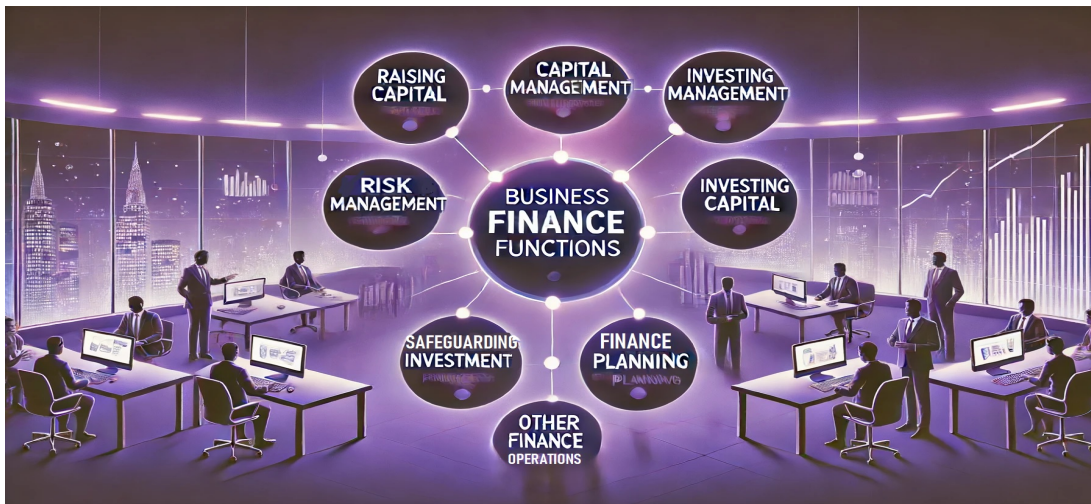 RAISING
CAPITAL
CAPITAL
MANAGEMENT
INVESTING
MANAGEMENT
RISK
MANAGEMENT
BUSINESS
FINANCE
FUNCTIONS
INVESTING
CAPITAL
SAFEGUARDING
INVESTMENT
FINANCE
PLANNING
OTHER
FINANCE
OPERATIONS